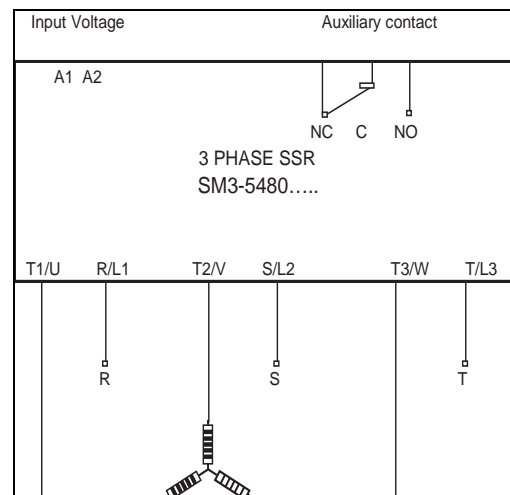 Input Voltage Auxiliary contact
A1 A2
NC C NO
3 PHASE SSR
SM3-5480.....
T1/U R/L1 T2/V S/L2 T3/W T/L3
R S T